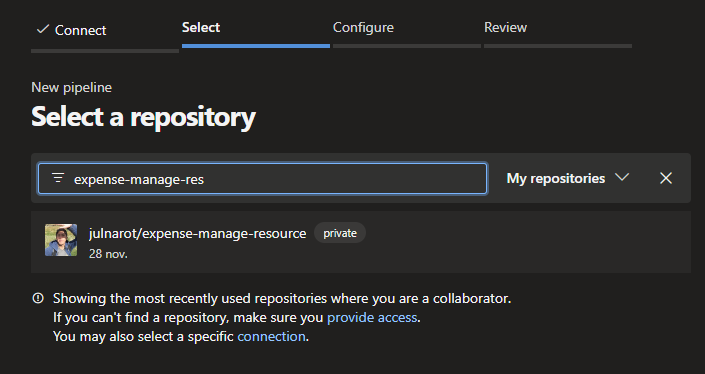 Connect
Select
Configure
Review
New pipeline
Select a repository
expense-manage-res
My repositories
julnarot/expense-manage-resource private
28 nov.
Showing the most recently used repositories where you are a collaborator.
If you can't find a repository, make sure you provide access.
You may also select a specific connection.